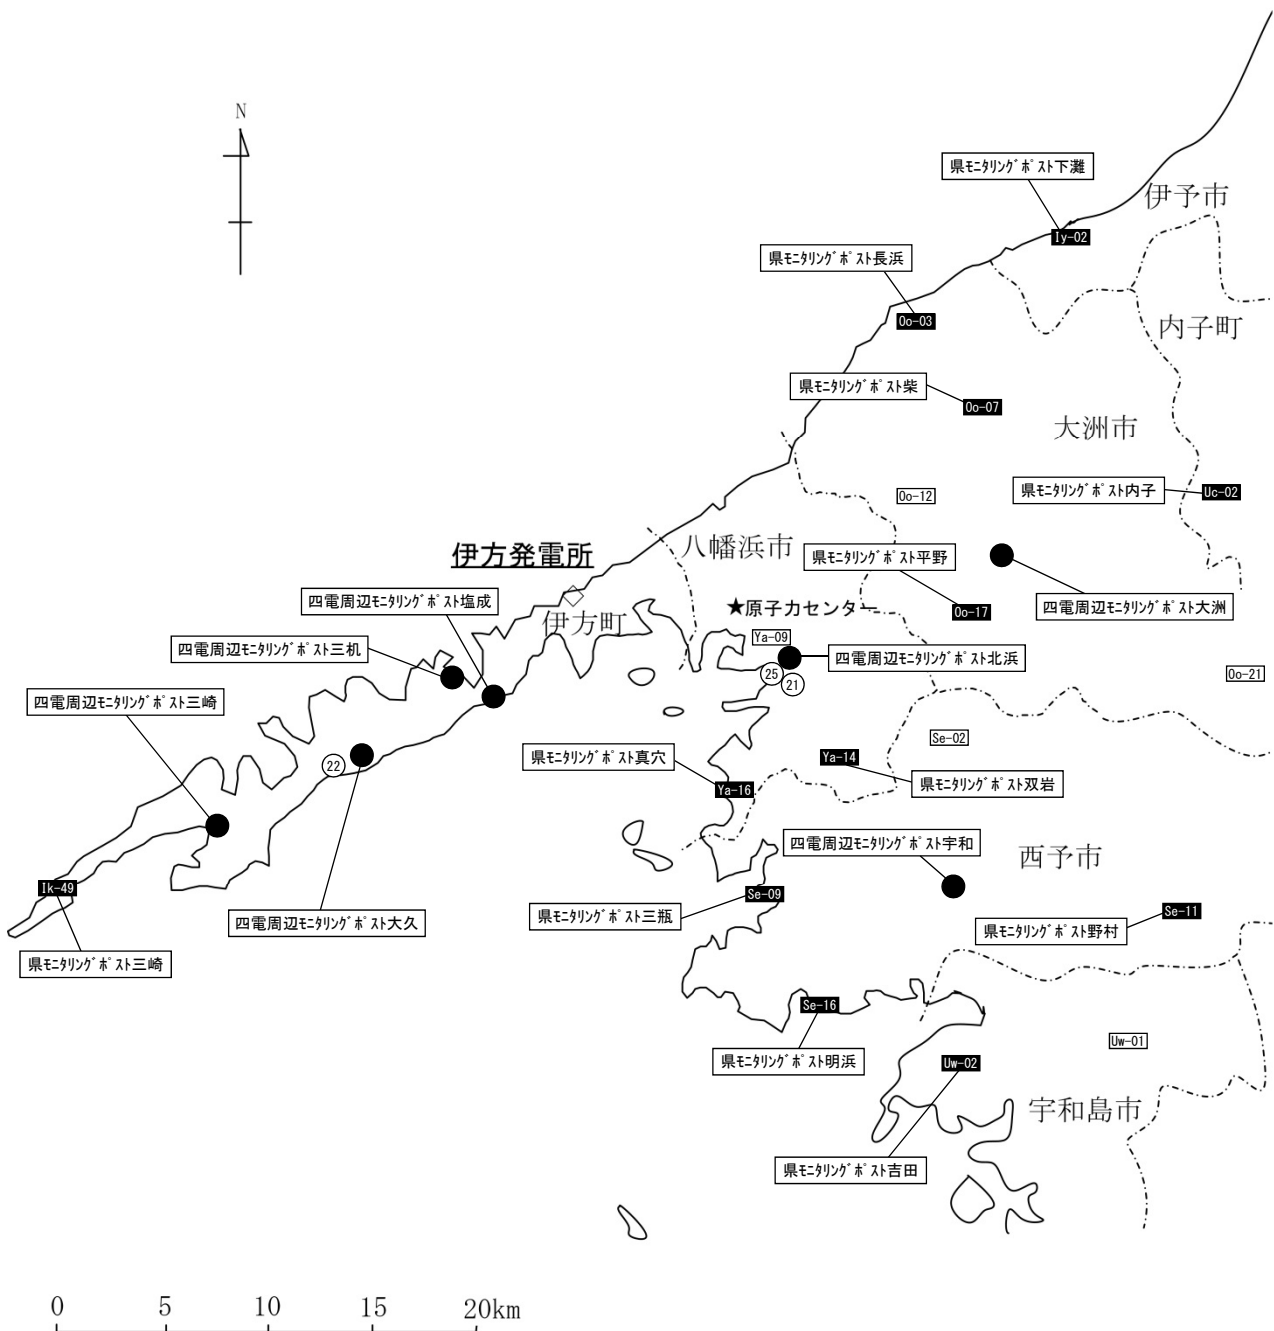 N
県ﾓﾆﾀﾘﾝｸﾞﾎﾟｽﾄ下灘
伊予市
Iy-02
県ﾓﾆﾀﾘﾝｸﾞﾎﾟｽﾄ長浜
Oo-03
内子町
県ﾓﾆﾀﾘﾝｸﾞﾎﾟｽﾄ柴
Oo-07
大洲市
県ﾓﾆﾀﾘﾝｸﾞﾎﾟｽﾄ内子
Uc-02
Oo-12
伊方発電所
八幡浜市
県ﾓﾆﾀﾘﾝｸﾞﾎﾟｽﾄ平野
四電周辺ﾓﾆﾀﾘﾝｸﾞﾎﾟｽﾄ塩成
伊方町
★原子力センター
Oo-17
四電周辺ﾓﾆﾀﾘﾝｸﾞﾎﾟｽﾄ大洲
四電周辺ﾓﾆﾀﾘﾝｸﾞﾎﾟｽﾄ三机
Ya-09
四電周辺ﾓﾆﾀﾘﾝｸﾞﾎﾟｽﾄ北浜
25
21
Oo-21
四電周辺ﾓﾆﾀﾘﾝｸﾞﾎﾟｽﾄ三崎
Se-02
22
県ﾓﾆﾀﾘﾝｸﾞﾎﾟｽﾄ真穴
Ya-14
県ﾓﾆﾀﾘﾝｸﾞﾎﾟｽﾄ双岩
Ya-16
四電周辺ﾓﾆﾀﾘﾝｸﾞﾎﾟｽﾄ宇和
西予市
Ik-49
Se-09
四電周辺ﾓﾆﾀﾘﾝｸﾞﾎﾟｽﾄ大久
県ﾓﾆﾀﾘﾝｸﾞﾎﾟｽﾄ三瓶
Se-11
県ﾓﾆﾀﾘﾝｸﾞﾎﾟｽﾄ野村
県ﾓﾆﾀﾘﾝｸﾞﾎﾟｽﾄ三崎
Se-16
Uw-01
県ﾓﾆﾀﾘﾝｸﾞﾎﾟｽﾄ明浜
Uw-02
宇和島市
県ﾓﾆﾀﾘﾝｸﾞﾎﾟｽﾄ吉田
0 5 10 15 20km